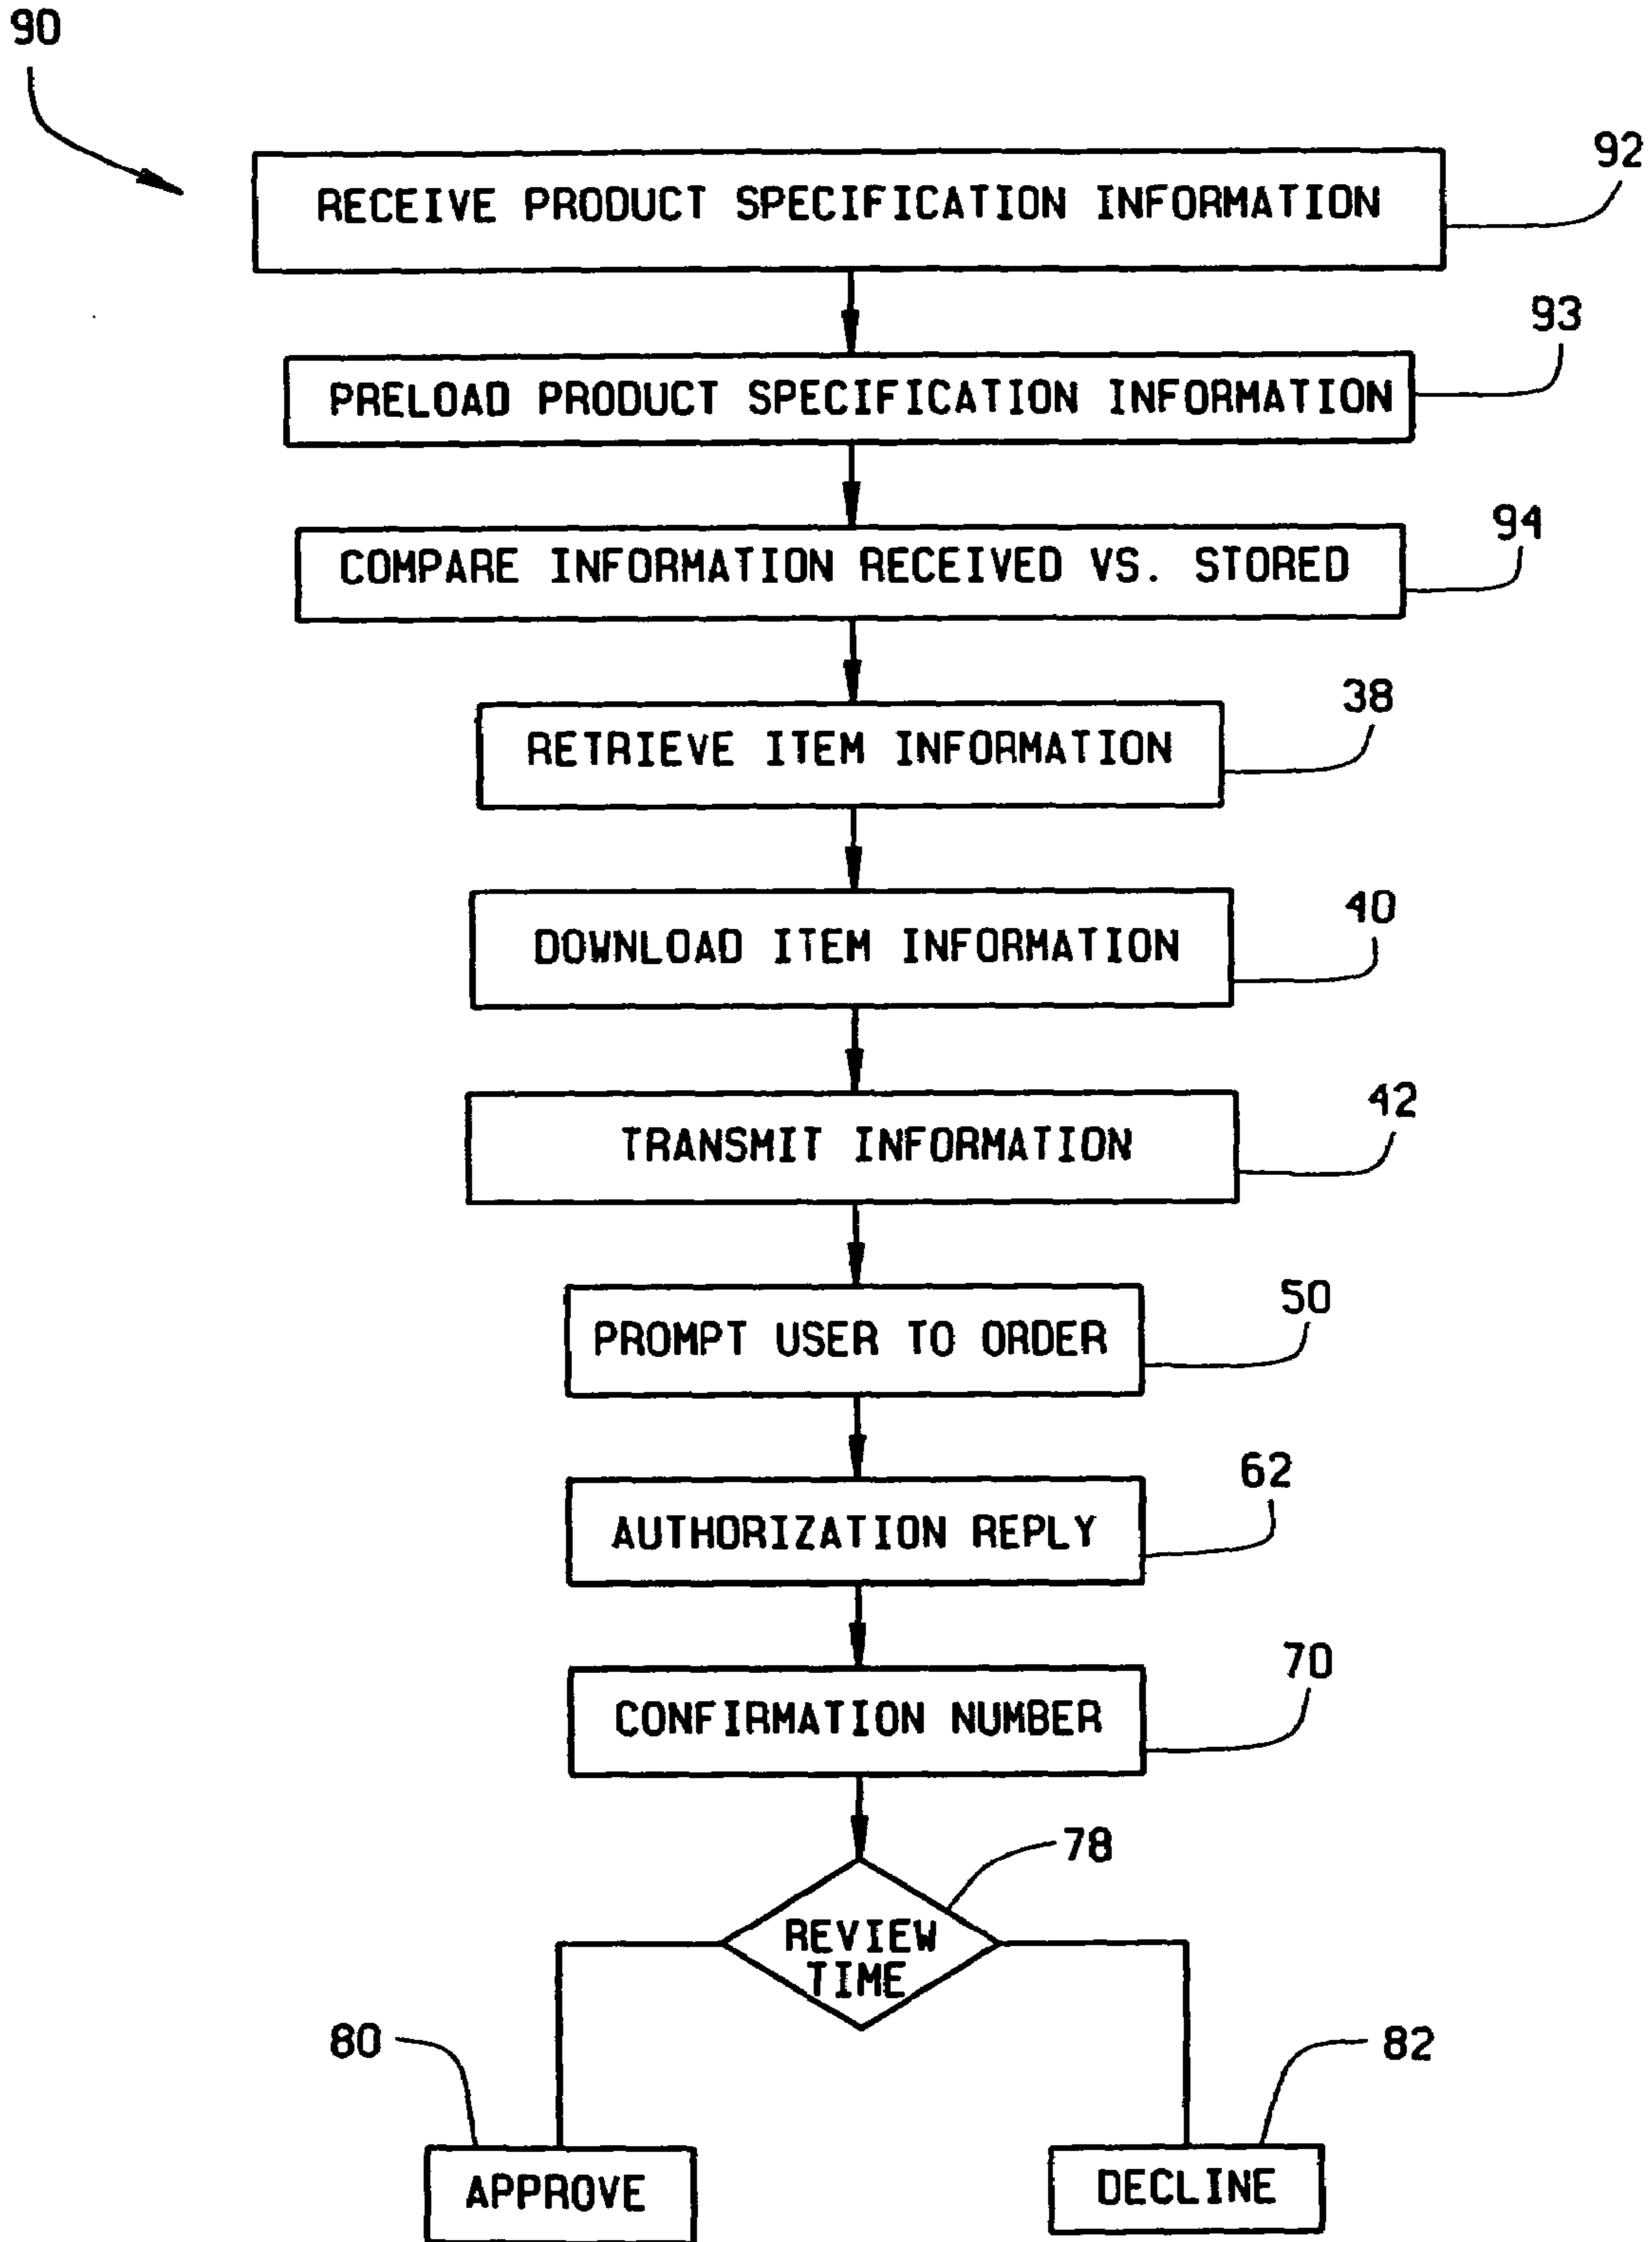 90
92
RECEIVE PRODUCT SPECIFICATION INFORMATION
93
PRELOAD PRODUCT SPECIFICATION INFORMATION
94
COMPARE INFORMATION RECEIVED VS. STORED
38
RETRIEVE ITEM INFORMATION
40
DOWNLOAD ITEM INFORMATION
42
TRANSMIT INFORMATION
50
PROMPT USER TO ORDER
62
AUTHORIZATION REPLY
70
CONFIRMATION NUMBER
78
REVIEW
TIME
80
82
APPROVE
DECLINE